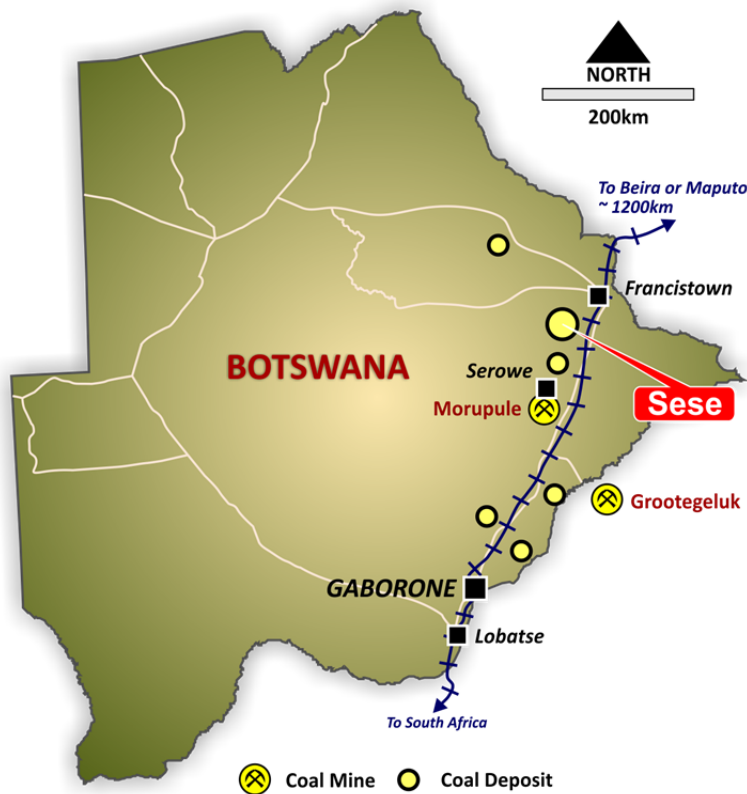 NORTH
200km
To Beira or Maputo
~ 1200km
Francistown
BOTSWANA
Serowe
Sese
Morupule
Grootegeluk
GABORONE
Lobatse
To South Africa
Coal Mine
Coal Deposit